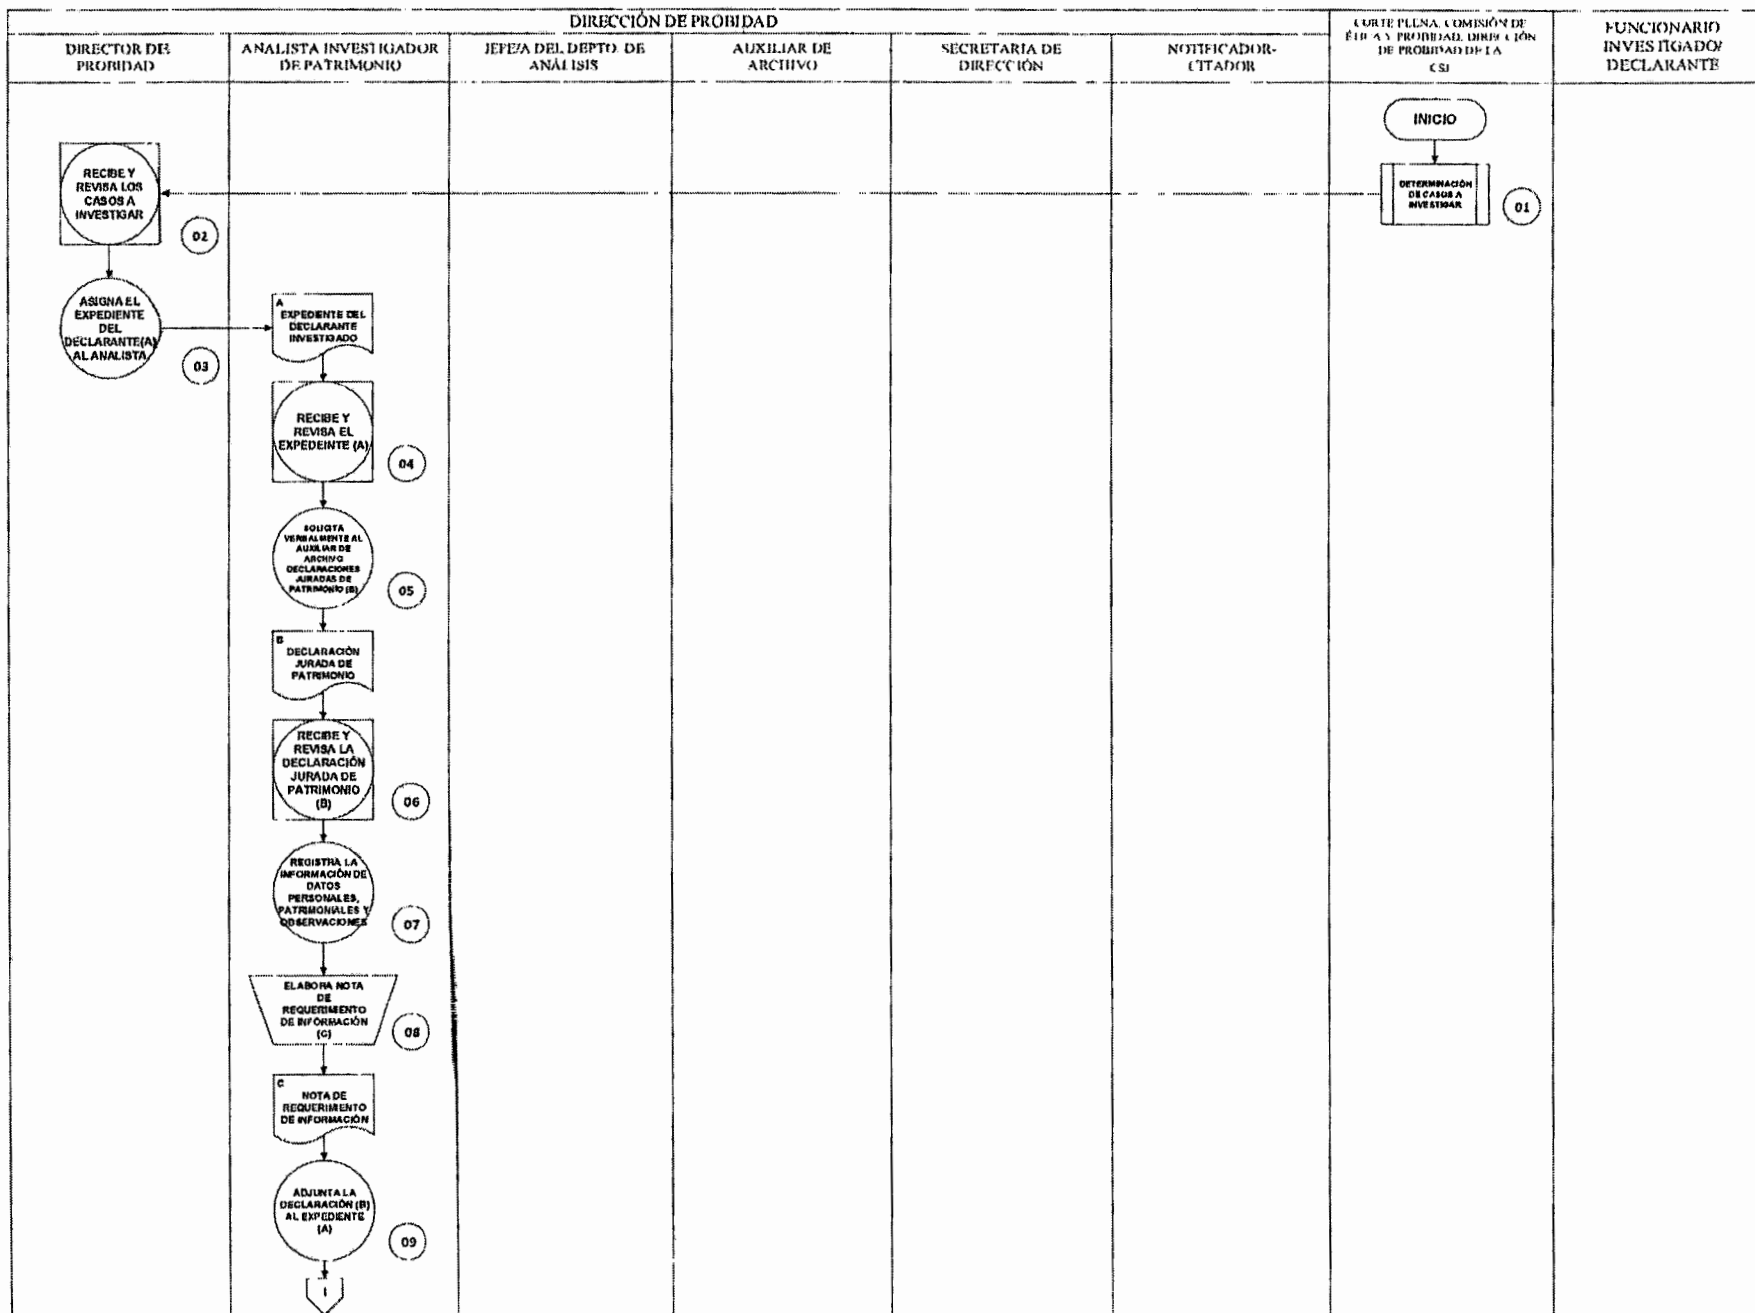 DIRECCIÓN DE PROBIDAD
DIRECTOR DE
PROBIDAD
ANALISTA INVESTIGADOR
DE PATRIMONIO
JEFE/A DEL DEPTO. DE
ANÁLISIS
AUXILIAR DE
ARCHIVO
SECRETARIA DE
DIRECCIÓN
NOTIFICADOR-
CITADOR
CORTE PLENA, COMISIÓN DE
ÉTICA Y PROBIDAD, DIRECCIÓN
DE PROBIDAD DE LA
CSJ
FUNCIONARIO
INVESTIGADO/
DECLARANTE
INICIO
DETERMINACIÓN
DE CASOS A
INVESTIGAR
01
RECIBE Y
REVISA LOS
CASOS A
INVESTIGAR
02
ASIGNA EL
EXPEDIENTE
DEL
DECLARANTE(A)
AL ANALISTA
03
A
EXPEDIENTE DEL
DECLARANTE
INVESTIGADO
RECIBE Y
REVISA EL
EXPEDEINTE (A)
04
SOLICITA
VERBALMENTE AL
AUXILIAR DE
ARCHIVO
DECLARACIONES
JURADAS DE
PATRIMONIO (B)
05
B
DECLARACIÓN
JURADA DE
PATRIMONIO
RECIBE Y
REVISA LA
DECLARACIÓN
JURADA DE
PATRIMONIO
(B)
06
REGISTRA LA
INFORMACIÓN DE
DATOS
PERSONALES,
PATRIMONIALES Y
OBSERVACIONES
07
ELABORA NOTA
DE
REQUERIMIENTO
DE INFORMACIÓN
(C)
08
C
NOTA DE
REQUERIMIENTO
DE INFORMACIÓN
ADJUNTA LA
DECLARACIÓN (B)
AL EXPEDIENTE
(A)
09
1